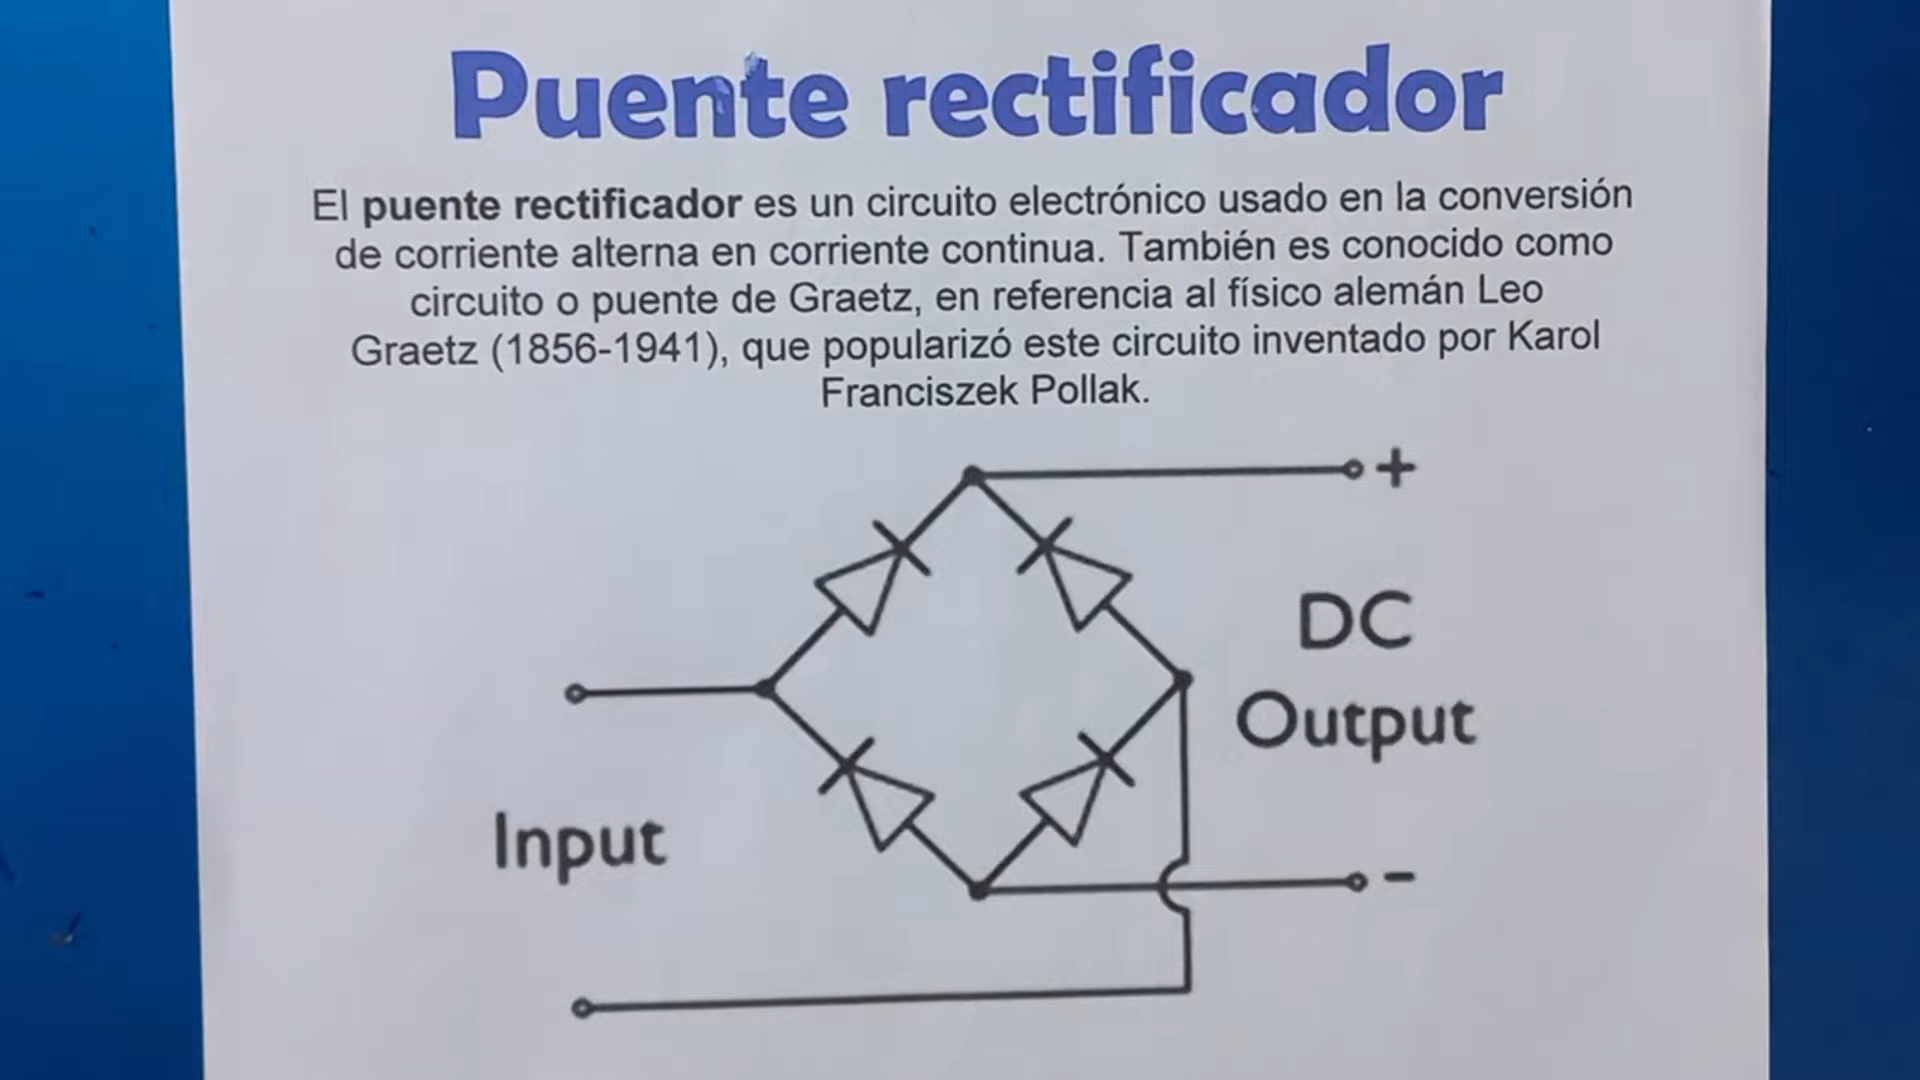 Puente rectificador
El puente rectificador es un circuito electrónico usado en la conversión
de corriente alterna en corriente continua. También es conocido como
circuito o puente de Graetz, en referencia al físico alemán Leo
Graetz (1856-1941), que popularizó este circuito inventado por Karol
Franciszek Pollak.
+
DC
Output
Input
-